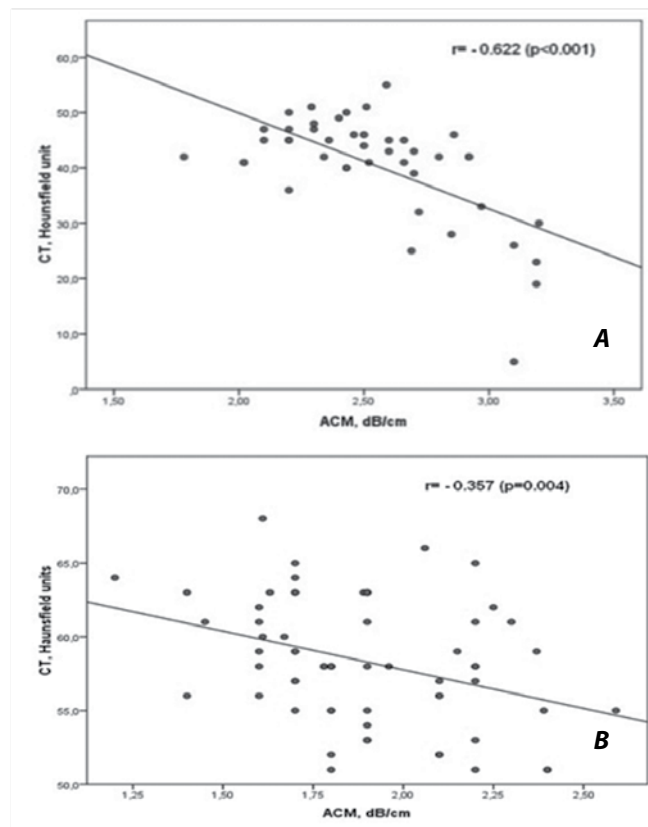 r= - 0.622 (p<0.001)
CT, Hounsfield unit
60,0
50,0
40,0
30,0
20,0
10,0
,0
A
1,50
2,00
2,50
3,00
3,50
ACM, dB/cm
r= - 0.357 (p=0.004)
CT, Haunsfield units
70,0
65,0
60,0
55,0
50,0
B
1,25
1,50
1,75
2,00
2,25
2,50
ACM, dB/cm